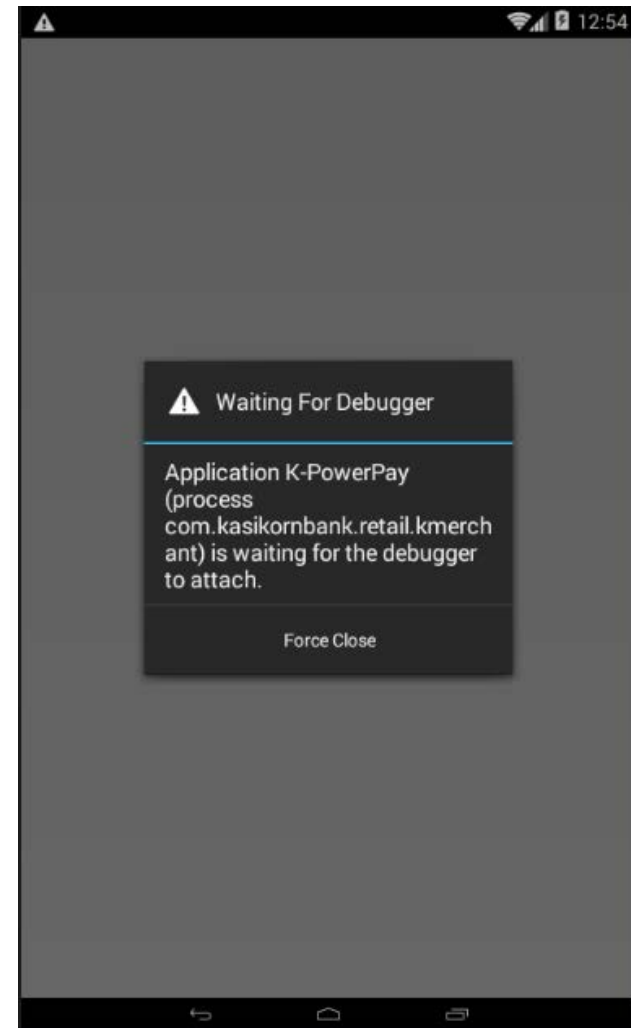 12:54
Waiting For Debugger
Application K-PowerPay
(process
com.kasikornbank.retail.kmerch
ant) is waiting for the debugger
to attach.
Force Close